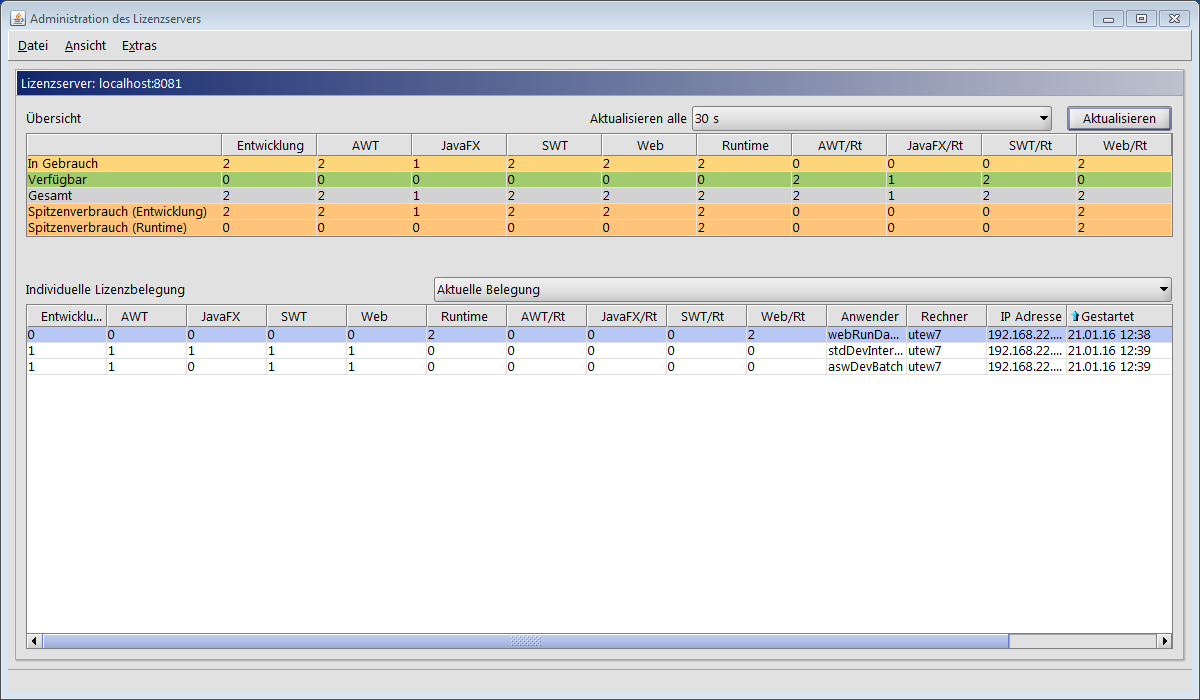 Administration des Lizenzservers
Datei Ansicht Extras
Lizenzserver: localhost:8081
Übersicht Aktualisieren alle 30 s Aktualisieren
Entwicklung AWT JavaFX SWT Web Runtime AWT/Rt JavaFX/Rt SWT/Rt Web/Rt
In Gebrauch 2 2 1 2 2 2 0 0 0 2
Verfügbar 0 0 0 0 0 0 2 1 2 0
Gesamt 2 2 1 2 2 2 2 1 2 2
Spitzenverbrauch (Entwicklung) 2 2 1 2 2 2 0 0 0 2
Spitzenverbrauch (Runtime) 0 0 0 0 0 2 0 0 0 2
Individuelle Lizenzbelegung Aktuelle Belegung
Entwicklu... AWT JavaFX SWT Web Runtime AWT/Rt JavaFX/Rt SWT/Rt Web/Rt Anwender Rechner IP Adresse Gestartet
0 0 0 0 0 2 0 0 0 2 webRunDa... utew7 192.168.22.... 21.01.16 12:38
1 1 1 1 1 0 0 0 0 0 stdDevInter... utew7 192.168.22.... 21.01.16 12:39
1 1 0 1 1 0 0 0 0 0 aswDevBatch utew7 192.168.22.... 21.01.16 12:39